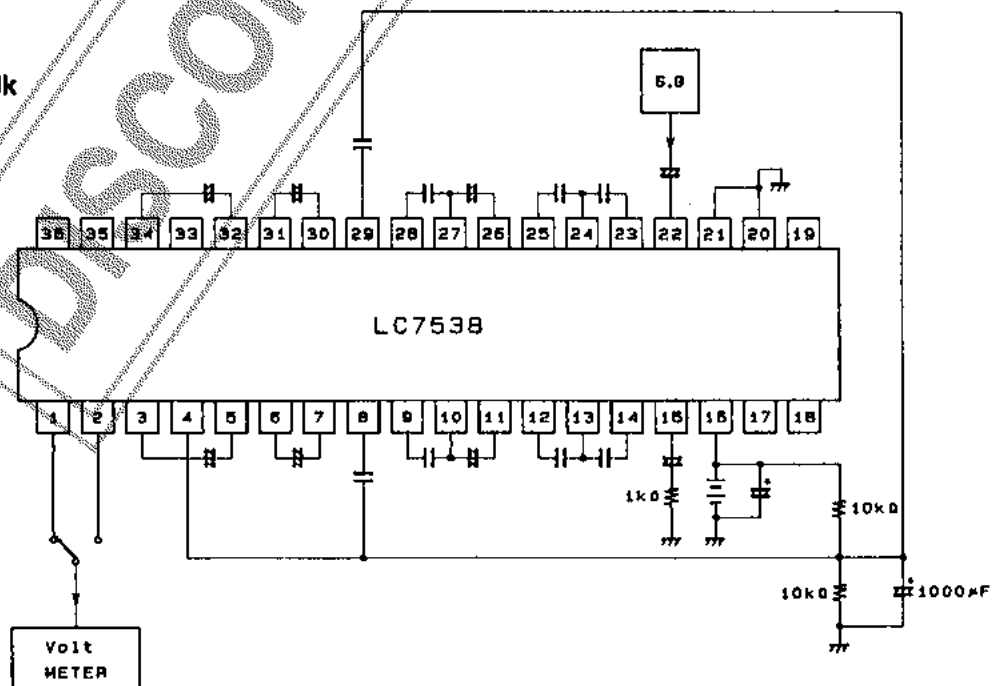 lk
DISCON
S.G
36 35 34 33 32 31 30 29 28 27 26 25 24 23 22 21 20 19
LC7538
1 2 3 4 5 6 7 8 9 10 11 12 13 14 15 16 17 18
1kΩ
10kΩ
10kΩ
1000μF
Volt
METER